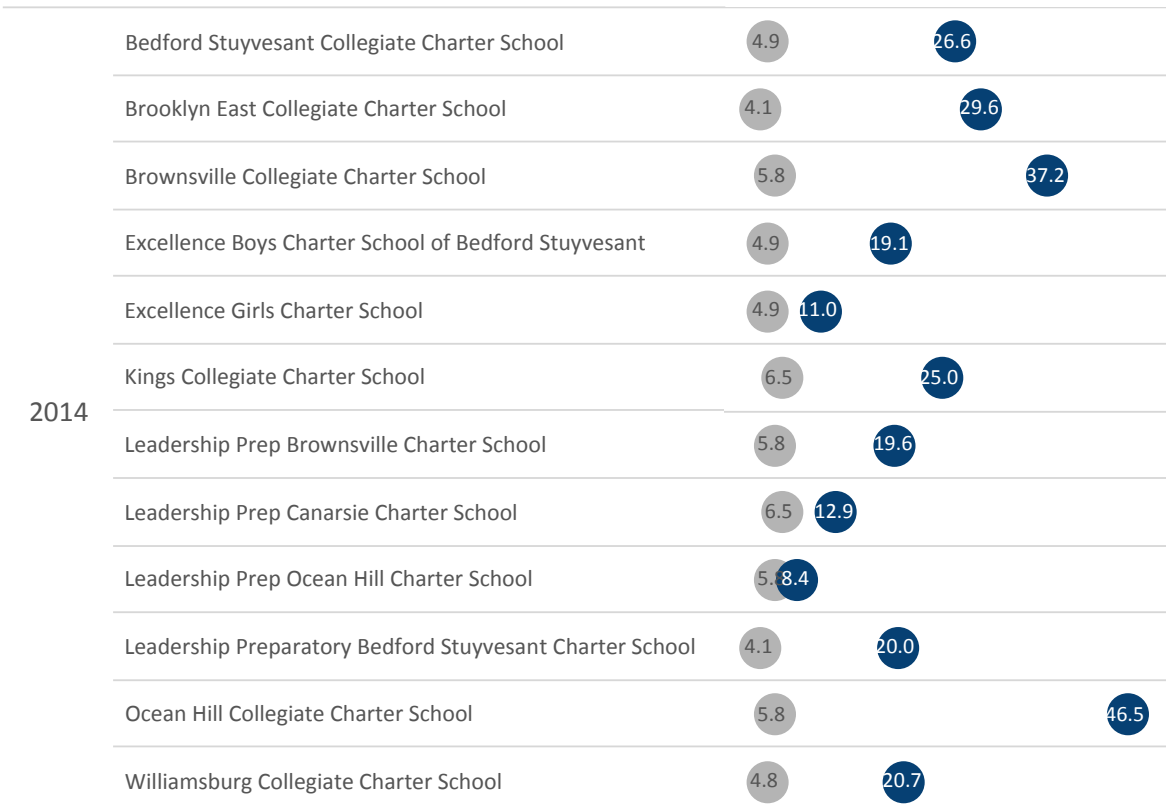 Bedford Stuyvesant Collegiate Charter School 4.9 26.6
Brooklyn East Collegiate Charter School 4.1 29.6
Brownsville Collegiate Charter School 5.8 37.2
Excellence Boys Charter School of Bedford Stuyvesant 4.9 19.1
Excellence Girls Charter School 4.9 11.0
Kings Collegiate Charter School 6.5 25.0
2014
Leadership Prep Brownsville Charter School 5.8 19.6
Leadership Prep Canarsie Charter School 6.5 12.9
Leadership Prep Ocean Hill Charter School 5.8 8.4
Leadership Preparatory Bedford Stuyvesant Charter School 4.1 20.0
Ocean Hill Collegiate Charter School 5.8 46.5
Williamsburg Collegiate Charter School 4.8 20.7